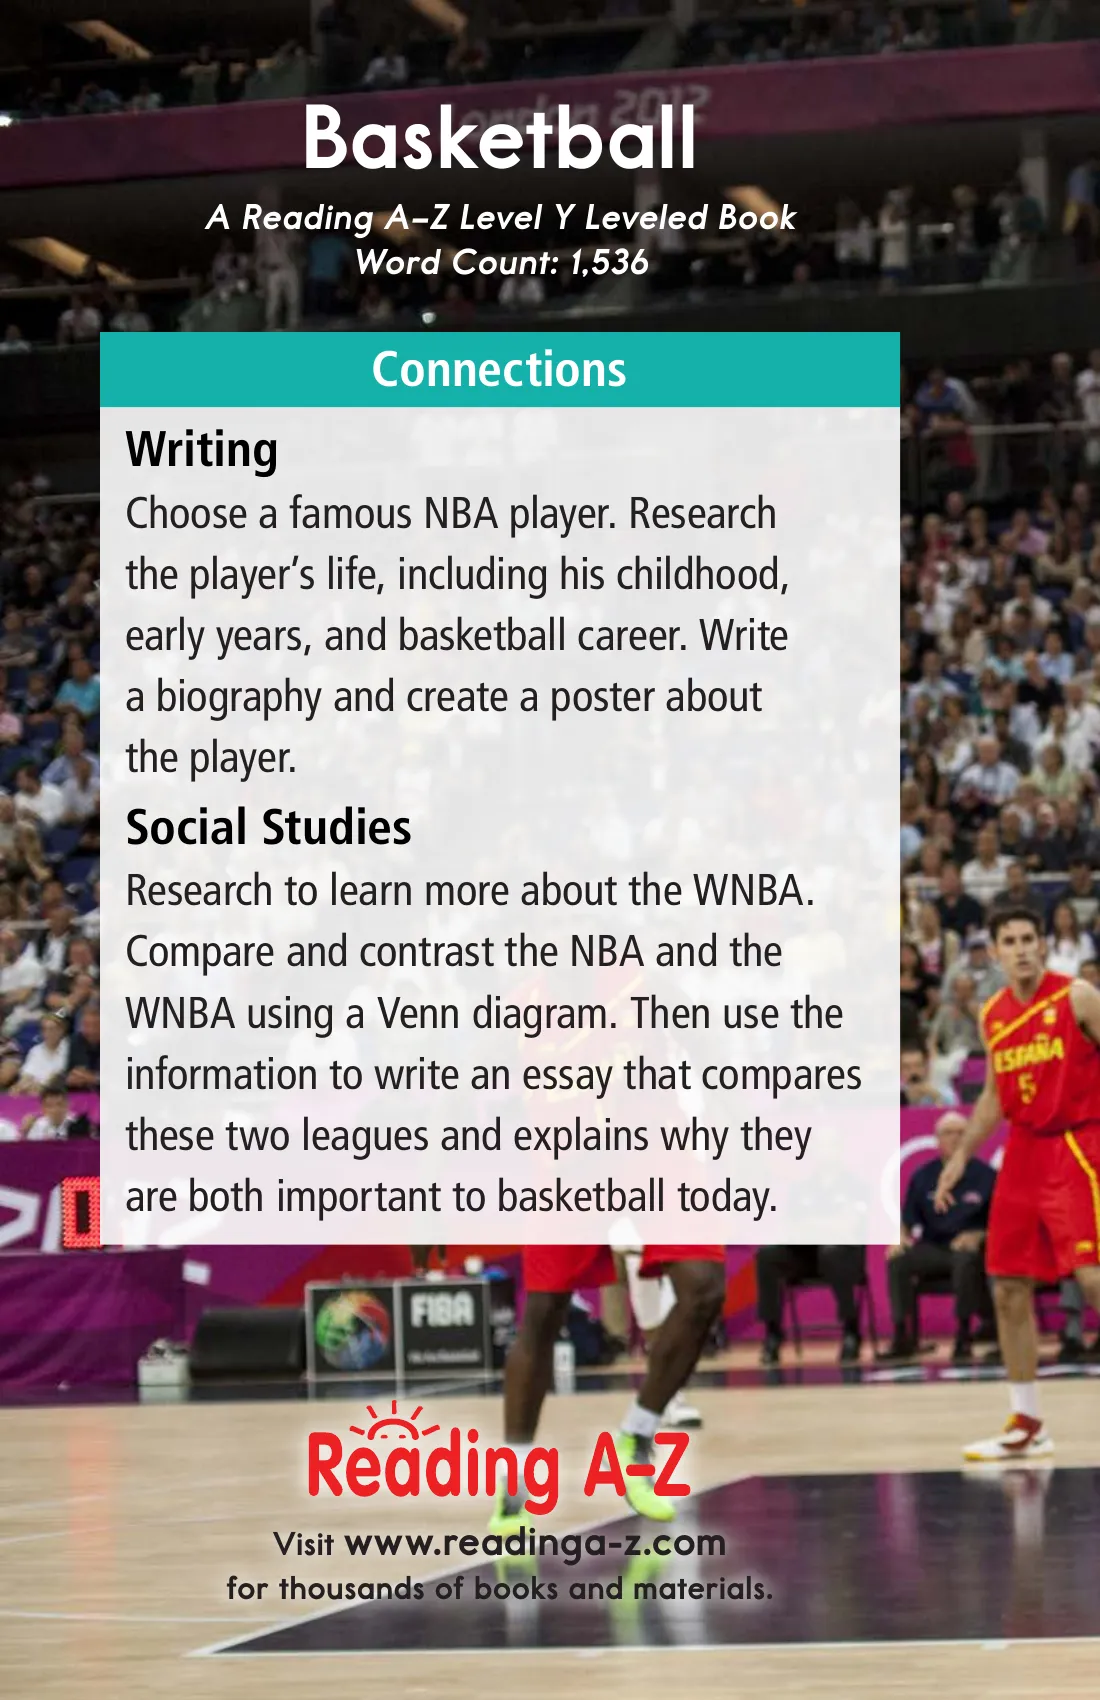 London 2012
Basketball
A Reading A–Z Level Y Leveled Book
Word Count: 1,536
Connections
Writing
Choose a famous NBA player. Research
the player’s life, including his childhood,
early years, and basketball career. Write
a biography and create a poster about
the player.
Social Studies
Research to learn more about the WNBA.
Compare and contrast the NBA and the
WNBA using a Venn diagram. Then use the
information to write an essay that compares
these two leagues and explains why they
are both important to basketball today.
ESPAÑA
5
0
FIBA
Reading A–Z
Visit www.readinga-z.com
for thousands of books and materials.